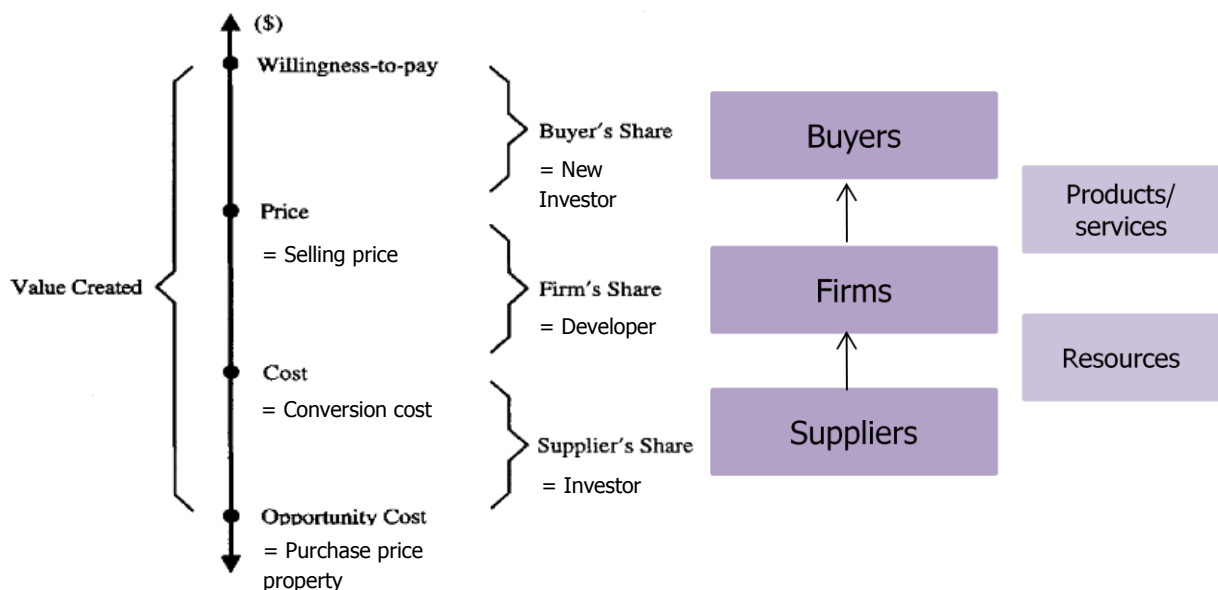 ($)
Willingness-to-pay
Buyer's Share
= New
Investor
Price
= Selling price
Value Created
Firm's Share
= Developer
Cost
= Conversion cost
Supplier's Share
= Investor
Opportunity Cost
= Purchase price
property
Buyers
Products/
services
Firms
Resources
Suppliers